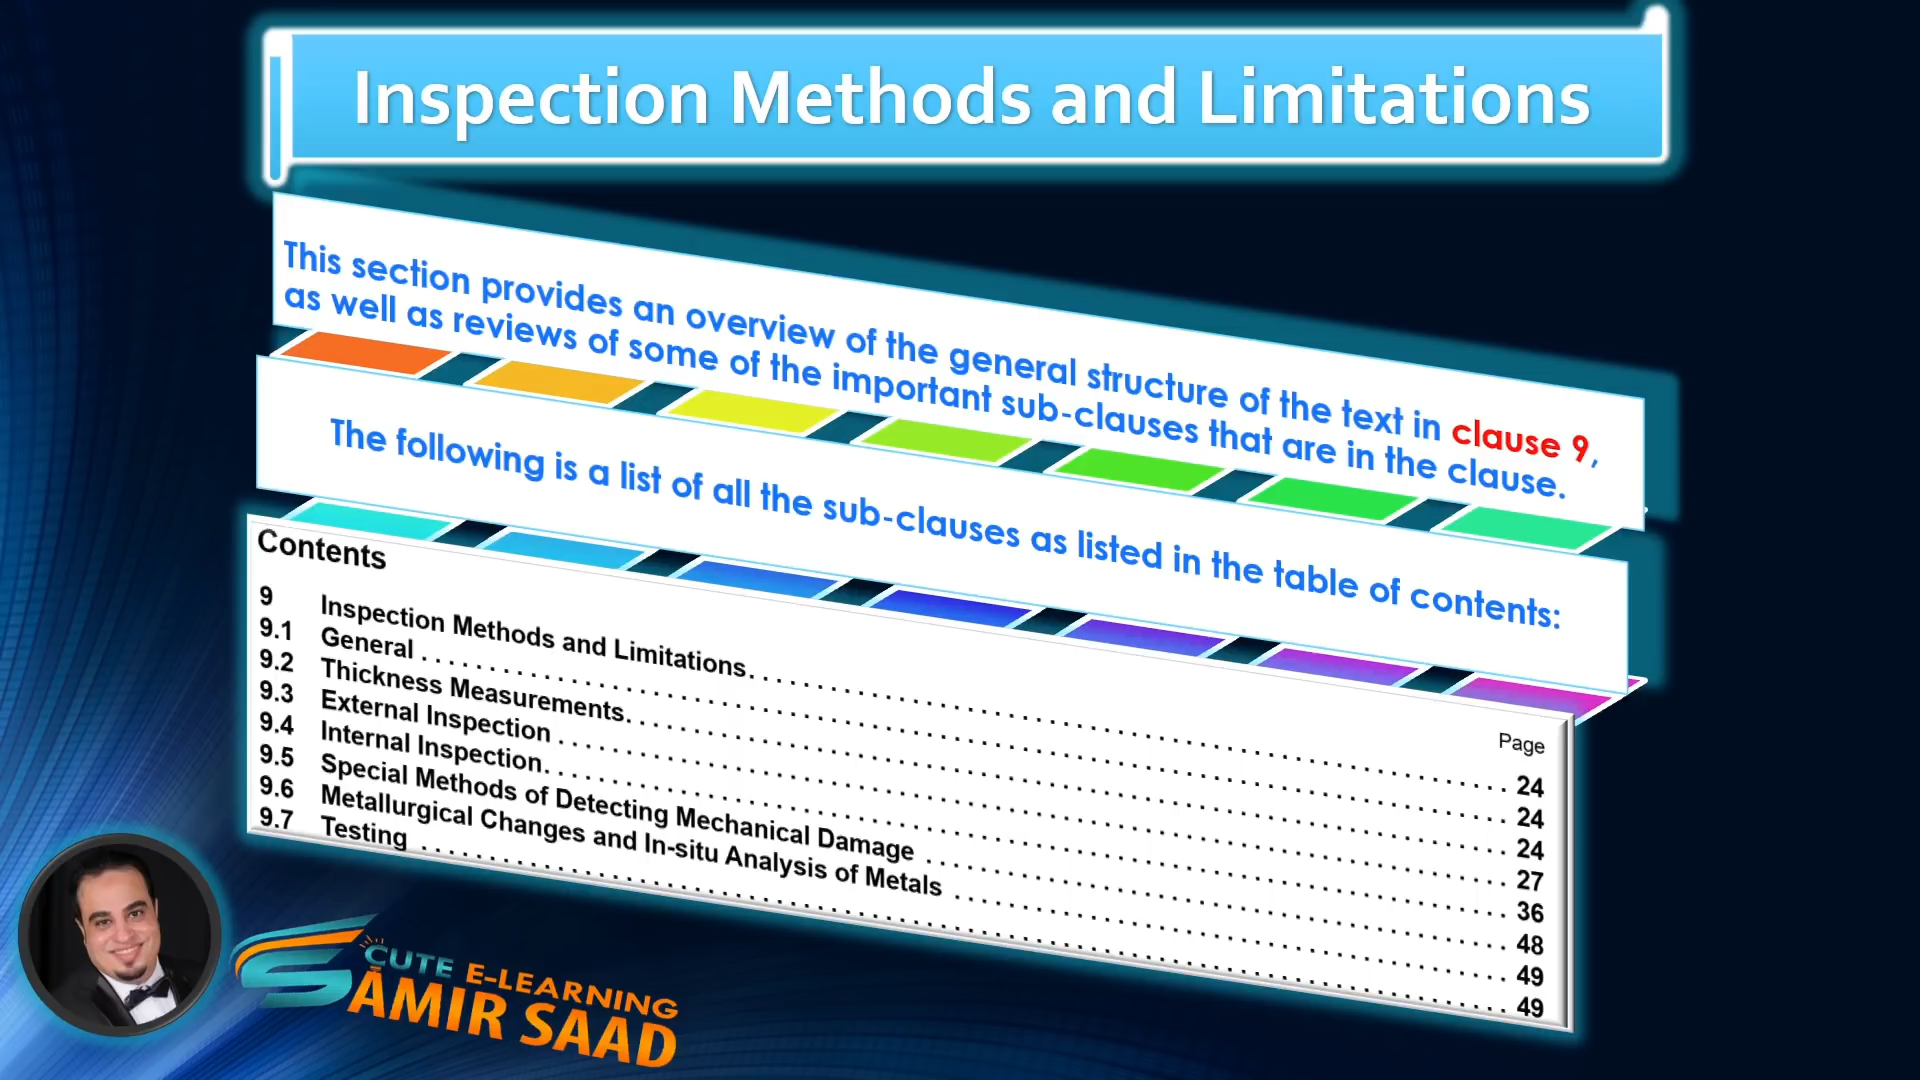 Inspection Methods and Limitations
This section provides an overview of the general structure of the text in clause 9,
as well as reviews of some of the important sub-clauses that are in the clause.
The following is a list of all the sub-clauses as listed in the table of contents:
Contents
Page
9 Inspection Methods and Limitations. . . . . . . . . . . . . . . . . . . . 24
9.1 General . . . . . . . . . . . . . . . . . . . . 24
9.2 Thickness Measurements. . . . . . . . . . . . . . . . . . . . 24
9.3 External Inspection . . . . . . . . . . . . . . . . . . . . 27
9.4 Internal Inspection. . . . . . . . . . . . . . . . . . . . 36
9.5 Special Methods of Detecting Mechanical Damage . . . . . . . . . . . . . . . . . . . . 48
9.6 Metallurgical Changes and In-situ Analysis of Metals . . . . . . . . . . . . . . . . . . . . 49
9.7 Testing . . . . . . . . . . . . . . . . . . . . 49
CUTE E-LEARNING
AMIR SAAD